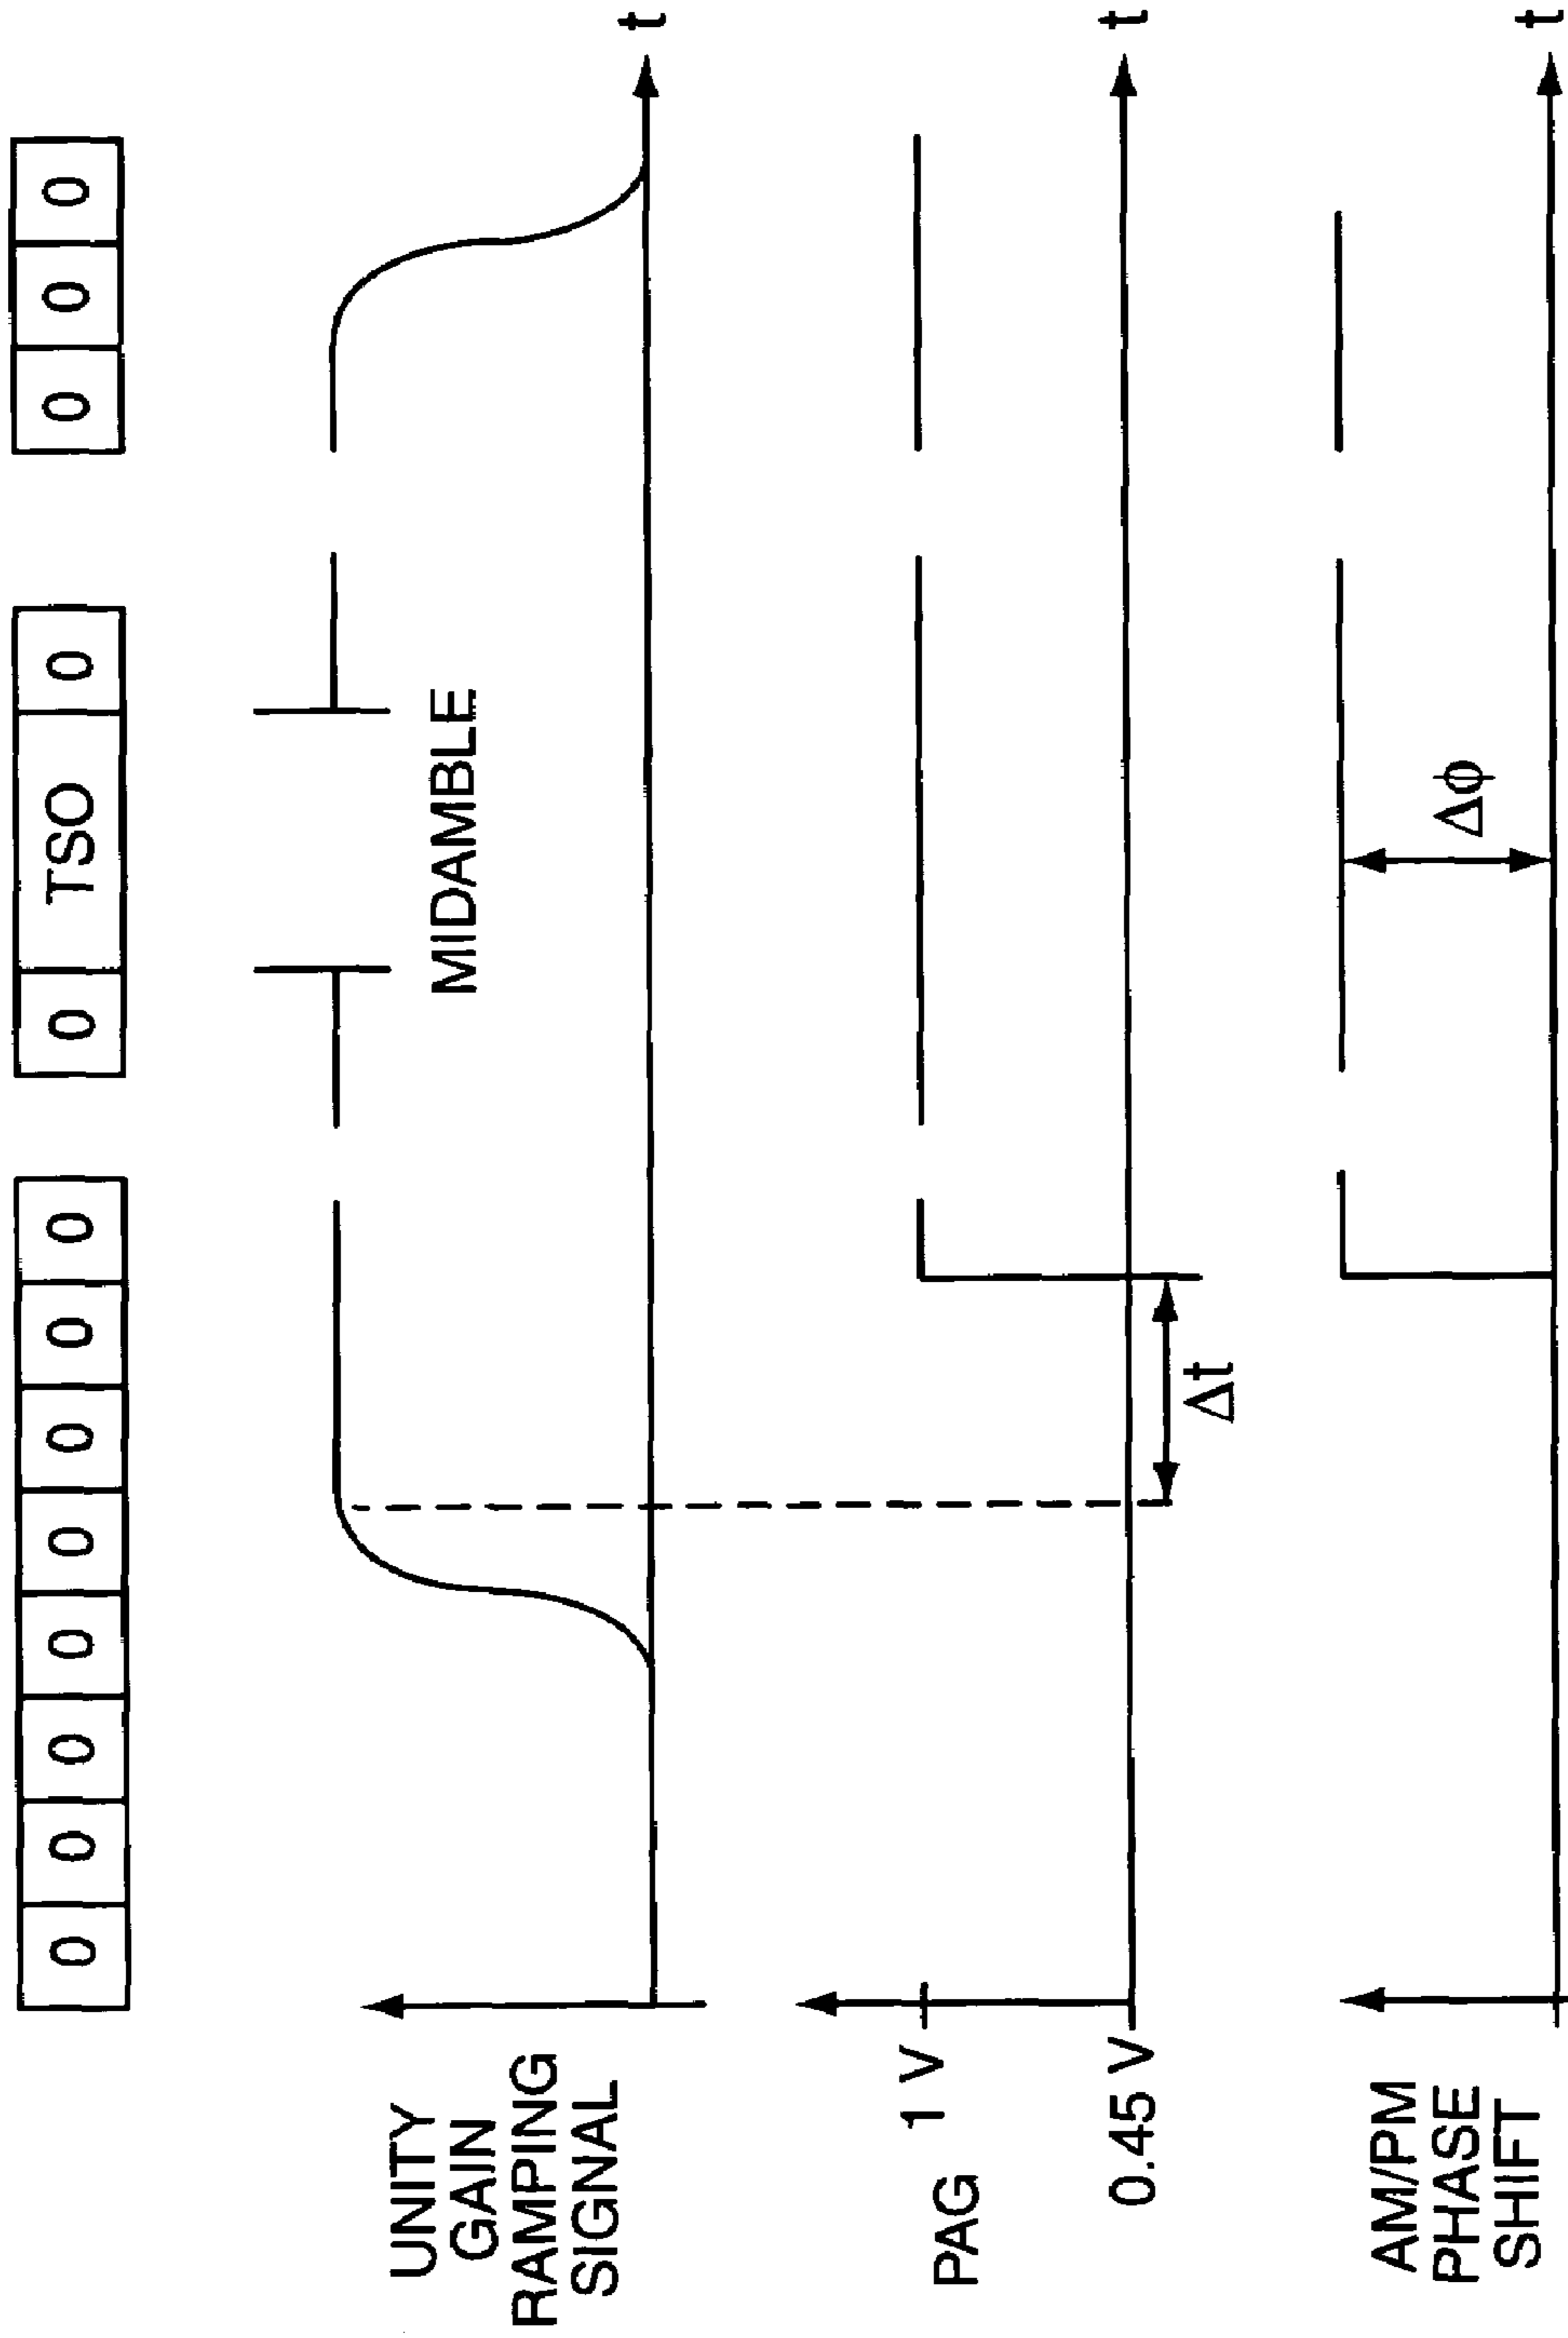 0 0 0 0 0 0 0 0 0 TSO 0 0 0 0
UNITY
GAIN
RAMPING
SIGNAL
MIDAMBLE
t
PAG
1 V
0.45 V
Δt
t
AM/PM
PHASE
SHIFT
Δϕ
t